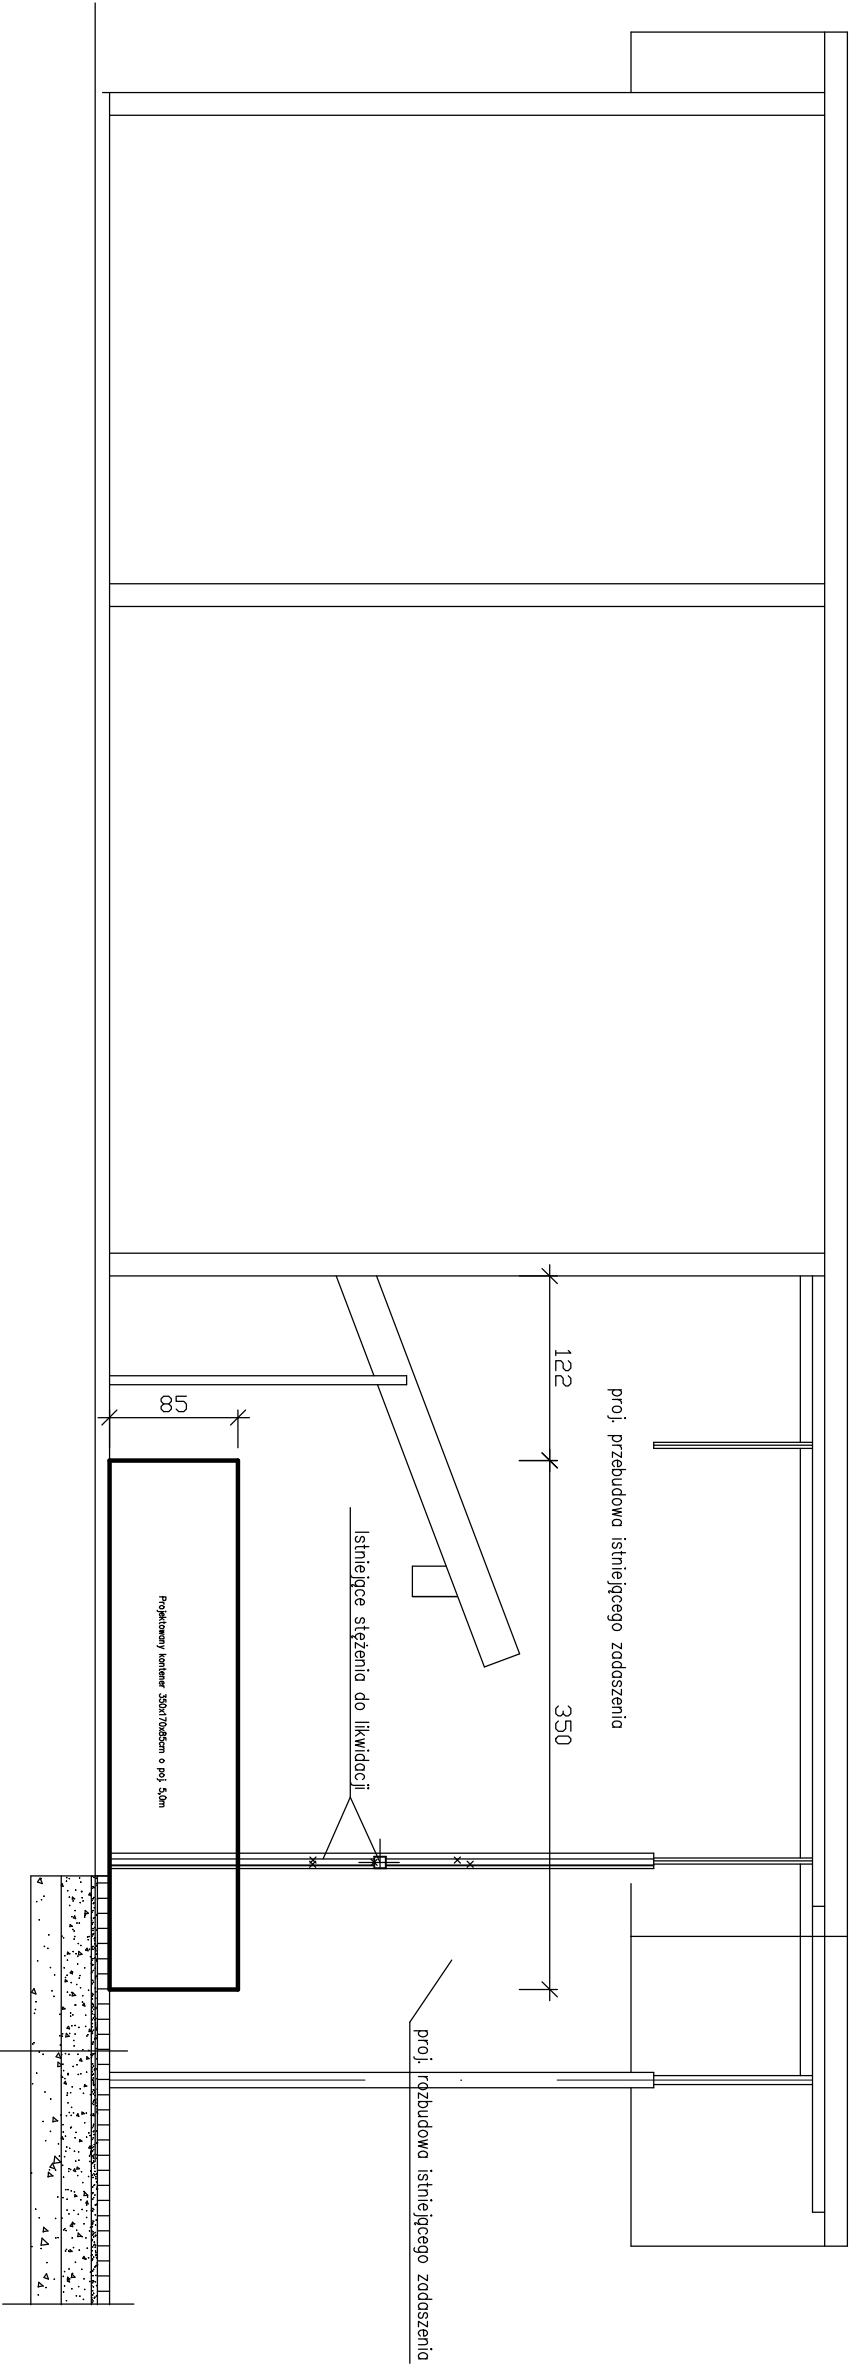 proj. przebudowa istniejącego zadaszenia
122
350
proj. rozbudowa istniejącego zadaszenia
Istniejące stężenia do likwidacji
85
Projektowany kontener 350x170x85cm o poj. 5,0m